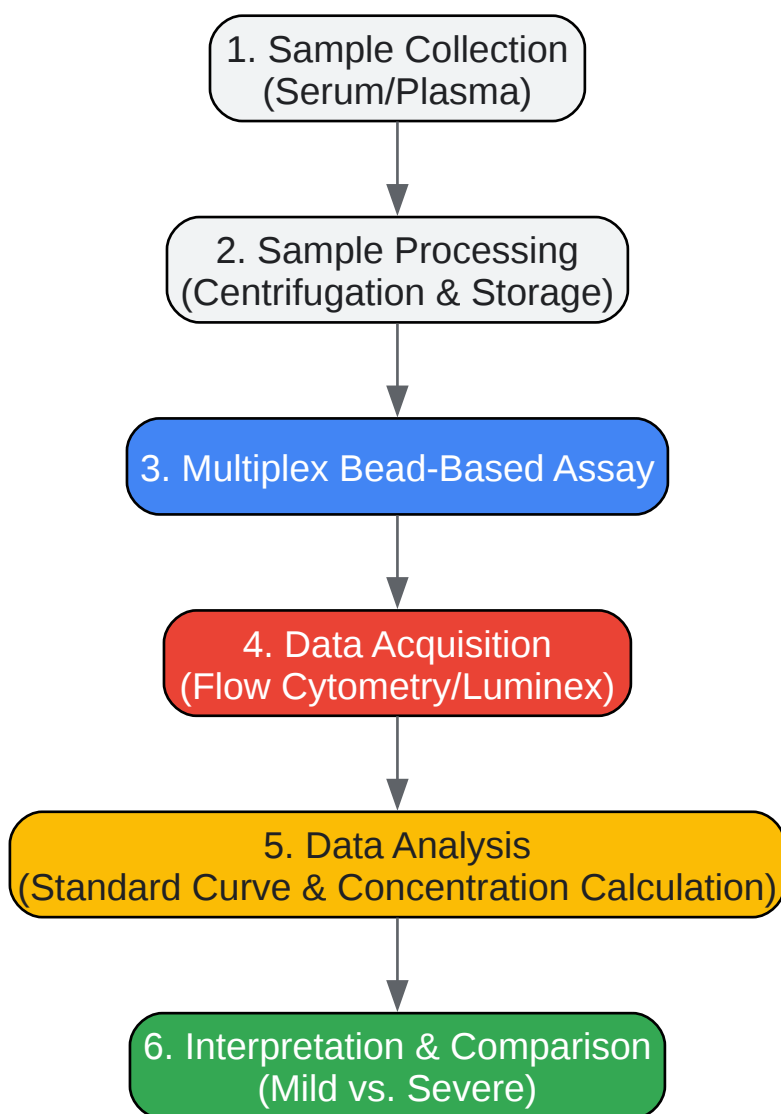 1. Sample Collection
(Serum/Plasma)
2. Sample Processing
(Centrifugation & Storage)
3. Multiplex Bead-Based Assay
4. Data Acquisition
(Flow Cytometry/Luminex)
5. Data Analysis
(Standard Curve & Concentration Calculation)
6. Interpretation & Comparison
(Mild vs. Severe)